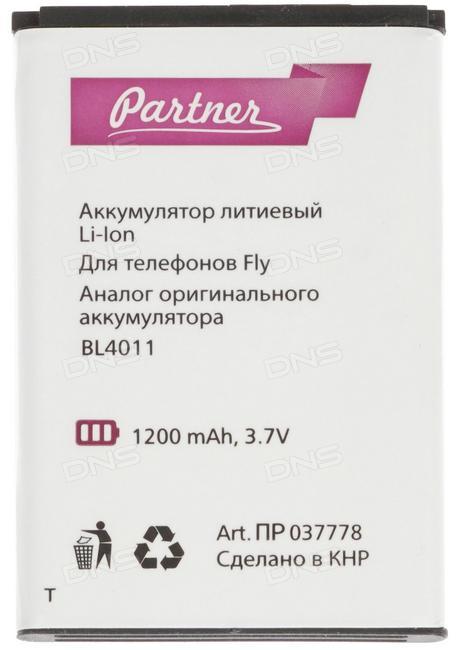 Partner
Аккумулятор литиевый
Li-Ion
Для телефонов Fly
Аналог оригинального
аккумулятора
BL4011
1200 mAh, 3.7V
Art. ПР 037778
Сделано в КНР
T
DNS